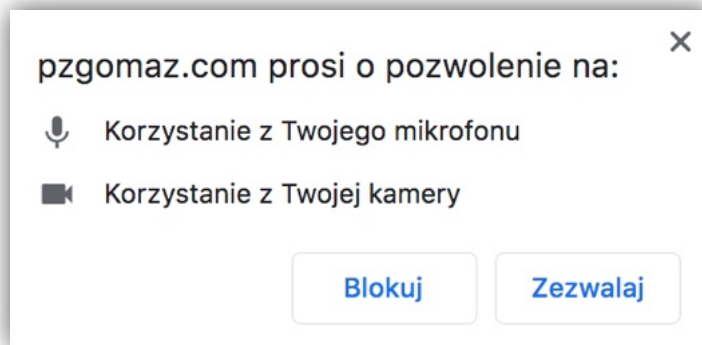 pzgomaz.com prosi o pozwolenie na:
Korzystanie z Twojego mikrofonu
Korzystanie z Twojej kamery
Blokuj Zezwalaj